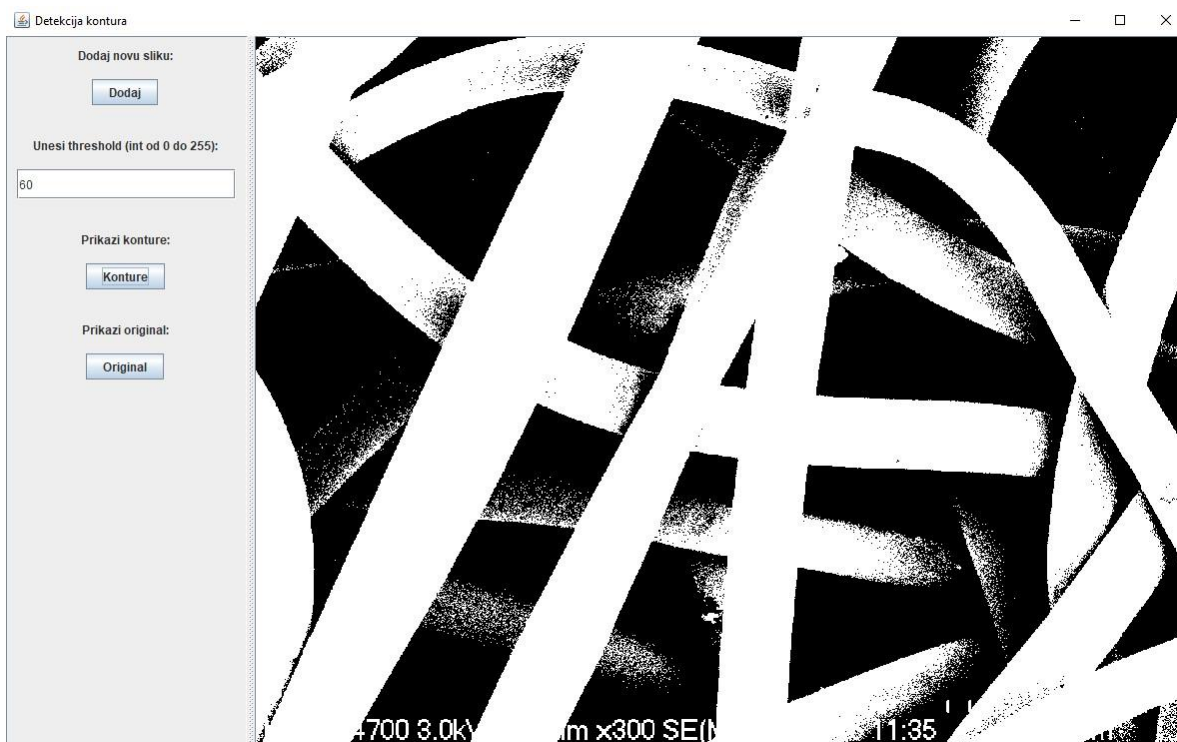 Detekcija kontura
Dodaj novu sliku:
Dodaj
Unesi threshold (int od 0 do 255):
60
Prikazi konture:
Konture
Prikazi original:
Original
4700 3.0kV x300 11:35